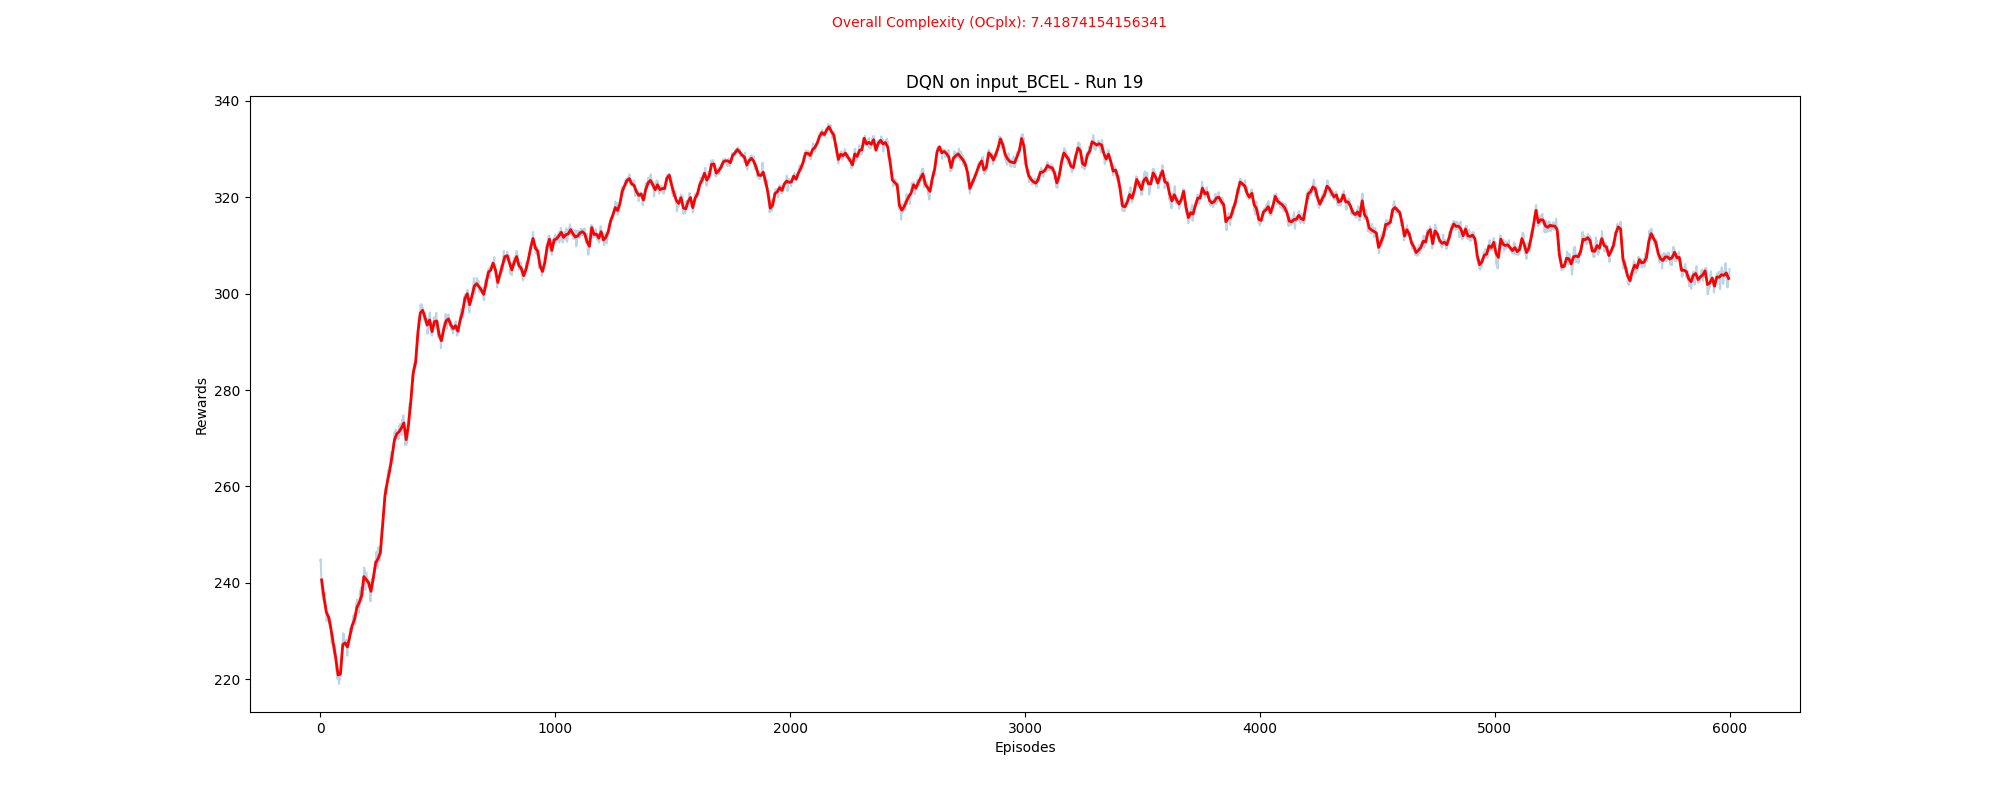 Overall Complexity (OCplx): 7.41874154156341
DQN on input_BCEL - Run 19
340
320
300
280
260
240
220
Rewards
0 1000 2000 3000 4000 5000 6000
Episodes